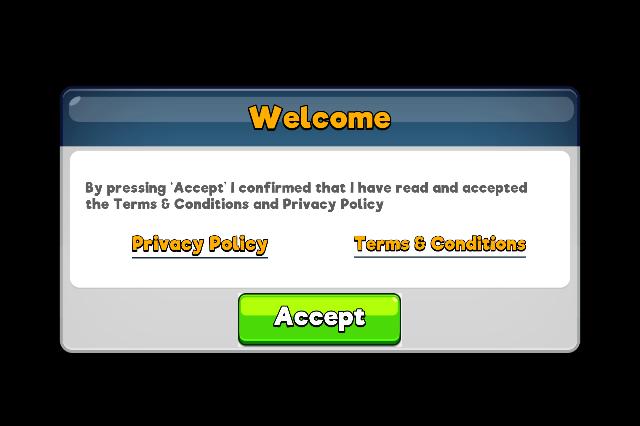 Welcome
By pressing 'Accept' I confirmed that I have read and accepted
the Terms & Conditions and Privacy Policy
Privacy Policy
Terms & Conditions
Accept